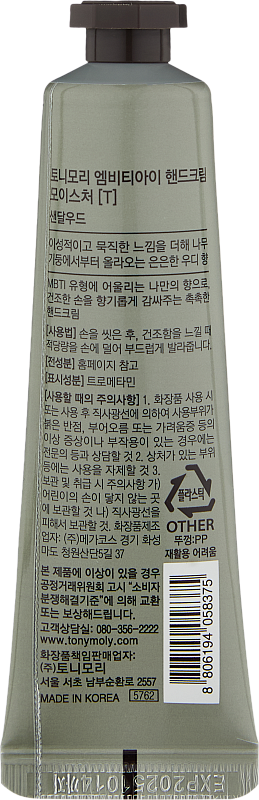 토니모리 엠비티아이 핸드크림
모이스처 [T]
샌달우드
이성적이고 묵직한 느낌을 더해 나무
기둥에서부터 올라오는 은은한 우디 향
MBTI 유형에 어울리는 나만의 향으로,
건조한 손을 향기롭게 감싸주는 촉촉한
핸드크림
[사용법] 손을 씻은 후, 건조함을 느낄 때
적당량을 손에 덜어 부드럽게 발라줍니다.
[전성분] 홈페이지 참고
[표시성분] 트로메타민
[사용할 때의 주의사항] 1. 화장품 사용 시
또는 사용 후 직사광선에 의하여 사용부위가
붉은 반점, 부어오름 또는 가려움증 등의
이상 증상이나 부작용이 있는 경우에는
전문의 등과 상담할 것 2. 상처가 있는 부위
등에는 사용을 자제할 것 3.
보관 및 취급 시 주의사항 가)
어린이의 손이 닿지 않는 곳
에 보관할 것 나) 직사광선을
피해서 보관할 것. 화장품제조
업자: (주)메가코스 경기 화성
마도 청원산단5길 37
플라스틱
OTHER
뚜껑:PP
재활용 어려움
본 제품에 이상이 있을 경우
공정거래위원회 고시 "소비자
분쟁해결기준"에 의해 교환
또는 보상해드립니다.
고객상담실: 080-356-2222
www.tonymoly.com
화장품책임판매업자:
(주)토니모리
서울 서초 남부순환로 2557
MADE IN KOREA 5762
8 806194 058375
EXP20251014까지